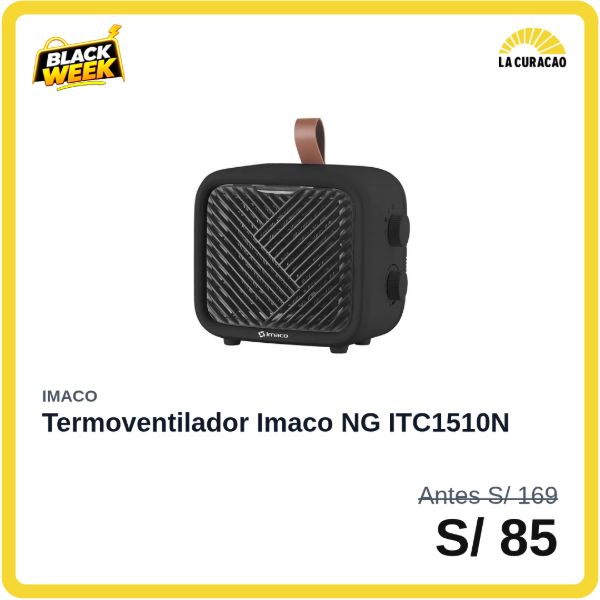 BLACK
WEEK
LA CURACAO
imaco
IMACO
Termoventilador Imaco NG ITC1510N
Antes S/ 169
S/ 85